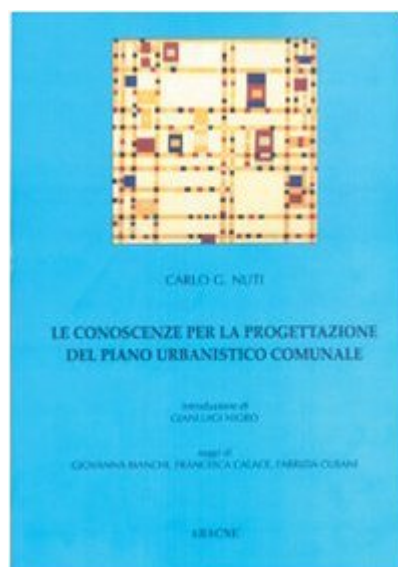 CARLO G. NUTI
LE CONOSCENZE PER LA PROGETTAZIONE
DEL PIANO URBANISTICO COMUNALE
introduzione di
GIANLUIGI NIGRO
saggi di
GIOVANNA BIANCHI, FRANCESCA CALACE, FABRIZIA
ARACNE